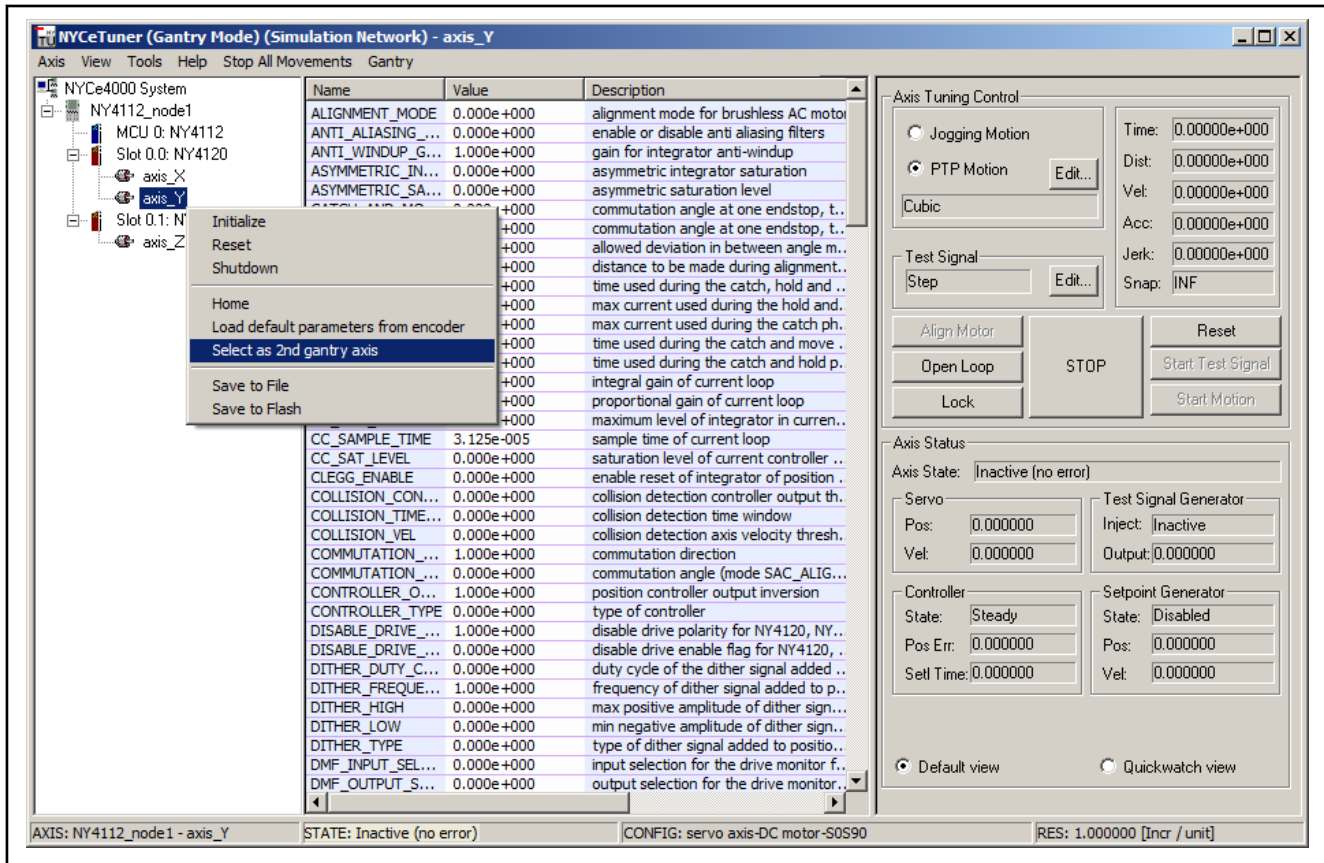 NYCeTuner (Gantry Mode) (Simulation Network) - axis_Y
Axis View Tools Help Stop All Movements Gantry
NYCe4000 System
NY4112_node1
MCU 0: NY4112
Slot 0.0: NY4120
axis_X
axis_Y
Slot 0.1: N
axis_Z
Initialize
Reset
Shutdown
Home
Load default parameters from encoder
Select as 2nd gantry axis
Save to File
Save to Flash
Name Value Description
ALIGNMENT_MODE 0.000e+000 alignment mode for brushless AC motor
ANTI_ALIASING_... 0.000e+000 enable or disable anti aliasing filters
ANTI_WINDUP_G... 1.000e+000 gain for integrator anti-windup
ASYMMETRIC_IN... 0.000e+000 asymmetric integrator saturation
ASYMMETRIC_SA... 0.000e+000 asymmetric saturation level
+000 commutation angle at one endstop, t..
+000 commutation angle at one endstop, t..
+000 allowed deviation in between angle m..
+000 distance to be made during alignment..
+000 time used during the catch, hold and ..
+000 max current used during the hold and..
+000 max current used during the catch ph..
+000 time used during the catch and move ..
+000 time used during the catch and hold p..
+000 integral gain of current loop
+000 proportional gain of current loop
+000 maximum level of integrator in curren..
CC_SAMPLE_TIME 3.125e-005 sample time of current loop
CC_SAT_LEVEL 0.000e+000 saturation level of current controller ..
CLEGG_ENABLE 0.000e+000 enable reset of integrator of position ..
COLLISION_CON... 0.000e+000 collision detection controller output th..
COLLISION_TIME... 0.000e+000 collision detection time window
COLLISION_VEL 0.000e+000 collision detection axis velocity thresh..
COMMUTATION_... 1.000e+000 commutation direction
COMMUTATION_... 0.000e+000 commutation angle (mode SAC_ALIG...
CONTROLLER_O... 1.000e+000 position controller output inversion
CONTROLLER_TYPE 0.000e+000 type of controller
DISABLE_DRIVE_... 1.000e+000 disable drive polarity for NY4120, NY...
DISABLE_DRIVE_... 0.000e+000 disable drive enable flag for NY4120, ..
DITHER_DUTY_C... 0.000e+000 duty cycle of the dither signal added ..
DITHER_FREQUE... 1.000e+000 frequency of dither signal added to p..
DITHER_HIGH 0.000e+000 max positive amplitude of dither sign...
DITHER_LOW 0.000e+000 min negative amplitude of dither sign...
DITHER_TYPE 0.000e+000 type of dither signal added to positio...
DMF_INPUT_SEL... 0.000e+000 input selection for the drive monitor f..
DMF_OUTPUT_S... 0.000e+000 output selection for the drive monitor..
Axis Tuning Control
Jogging Motion
PTP Motion Edit...
Cubic
Test Signal
Step Edit...
Time: 0.00000e+000
Dist: 0.00000e+000
Vel: 0.00000e+000
Acc: 0.00000e+000
Jerk: 0.00000e+000
Snap: INF
Align Motor
Open Loop
Lock
STOP
Reset
Start Test Signal
Start Motion
Axis Status
Axis State: Inactive (no error)
Servo
Pos: 0.000000
Vel: 0.000000
Test Signal Generator
Inject: Inactive
Output: 0.000000
Controller
State: Steady
Pos Err: 0.000000
Setl Time: 0.000000
Setpoint Generator
State: Disabled
Pos: 0.000000
Vel: 0.000000
Default view Quickwatch view
AXIS: NY4112_node1 - axis_Y STATE: Inactive (no error) CONFIG: servo axis-DC motor-S0S90 RES: 1.000000 [Incr / unit]